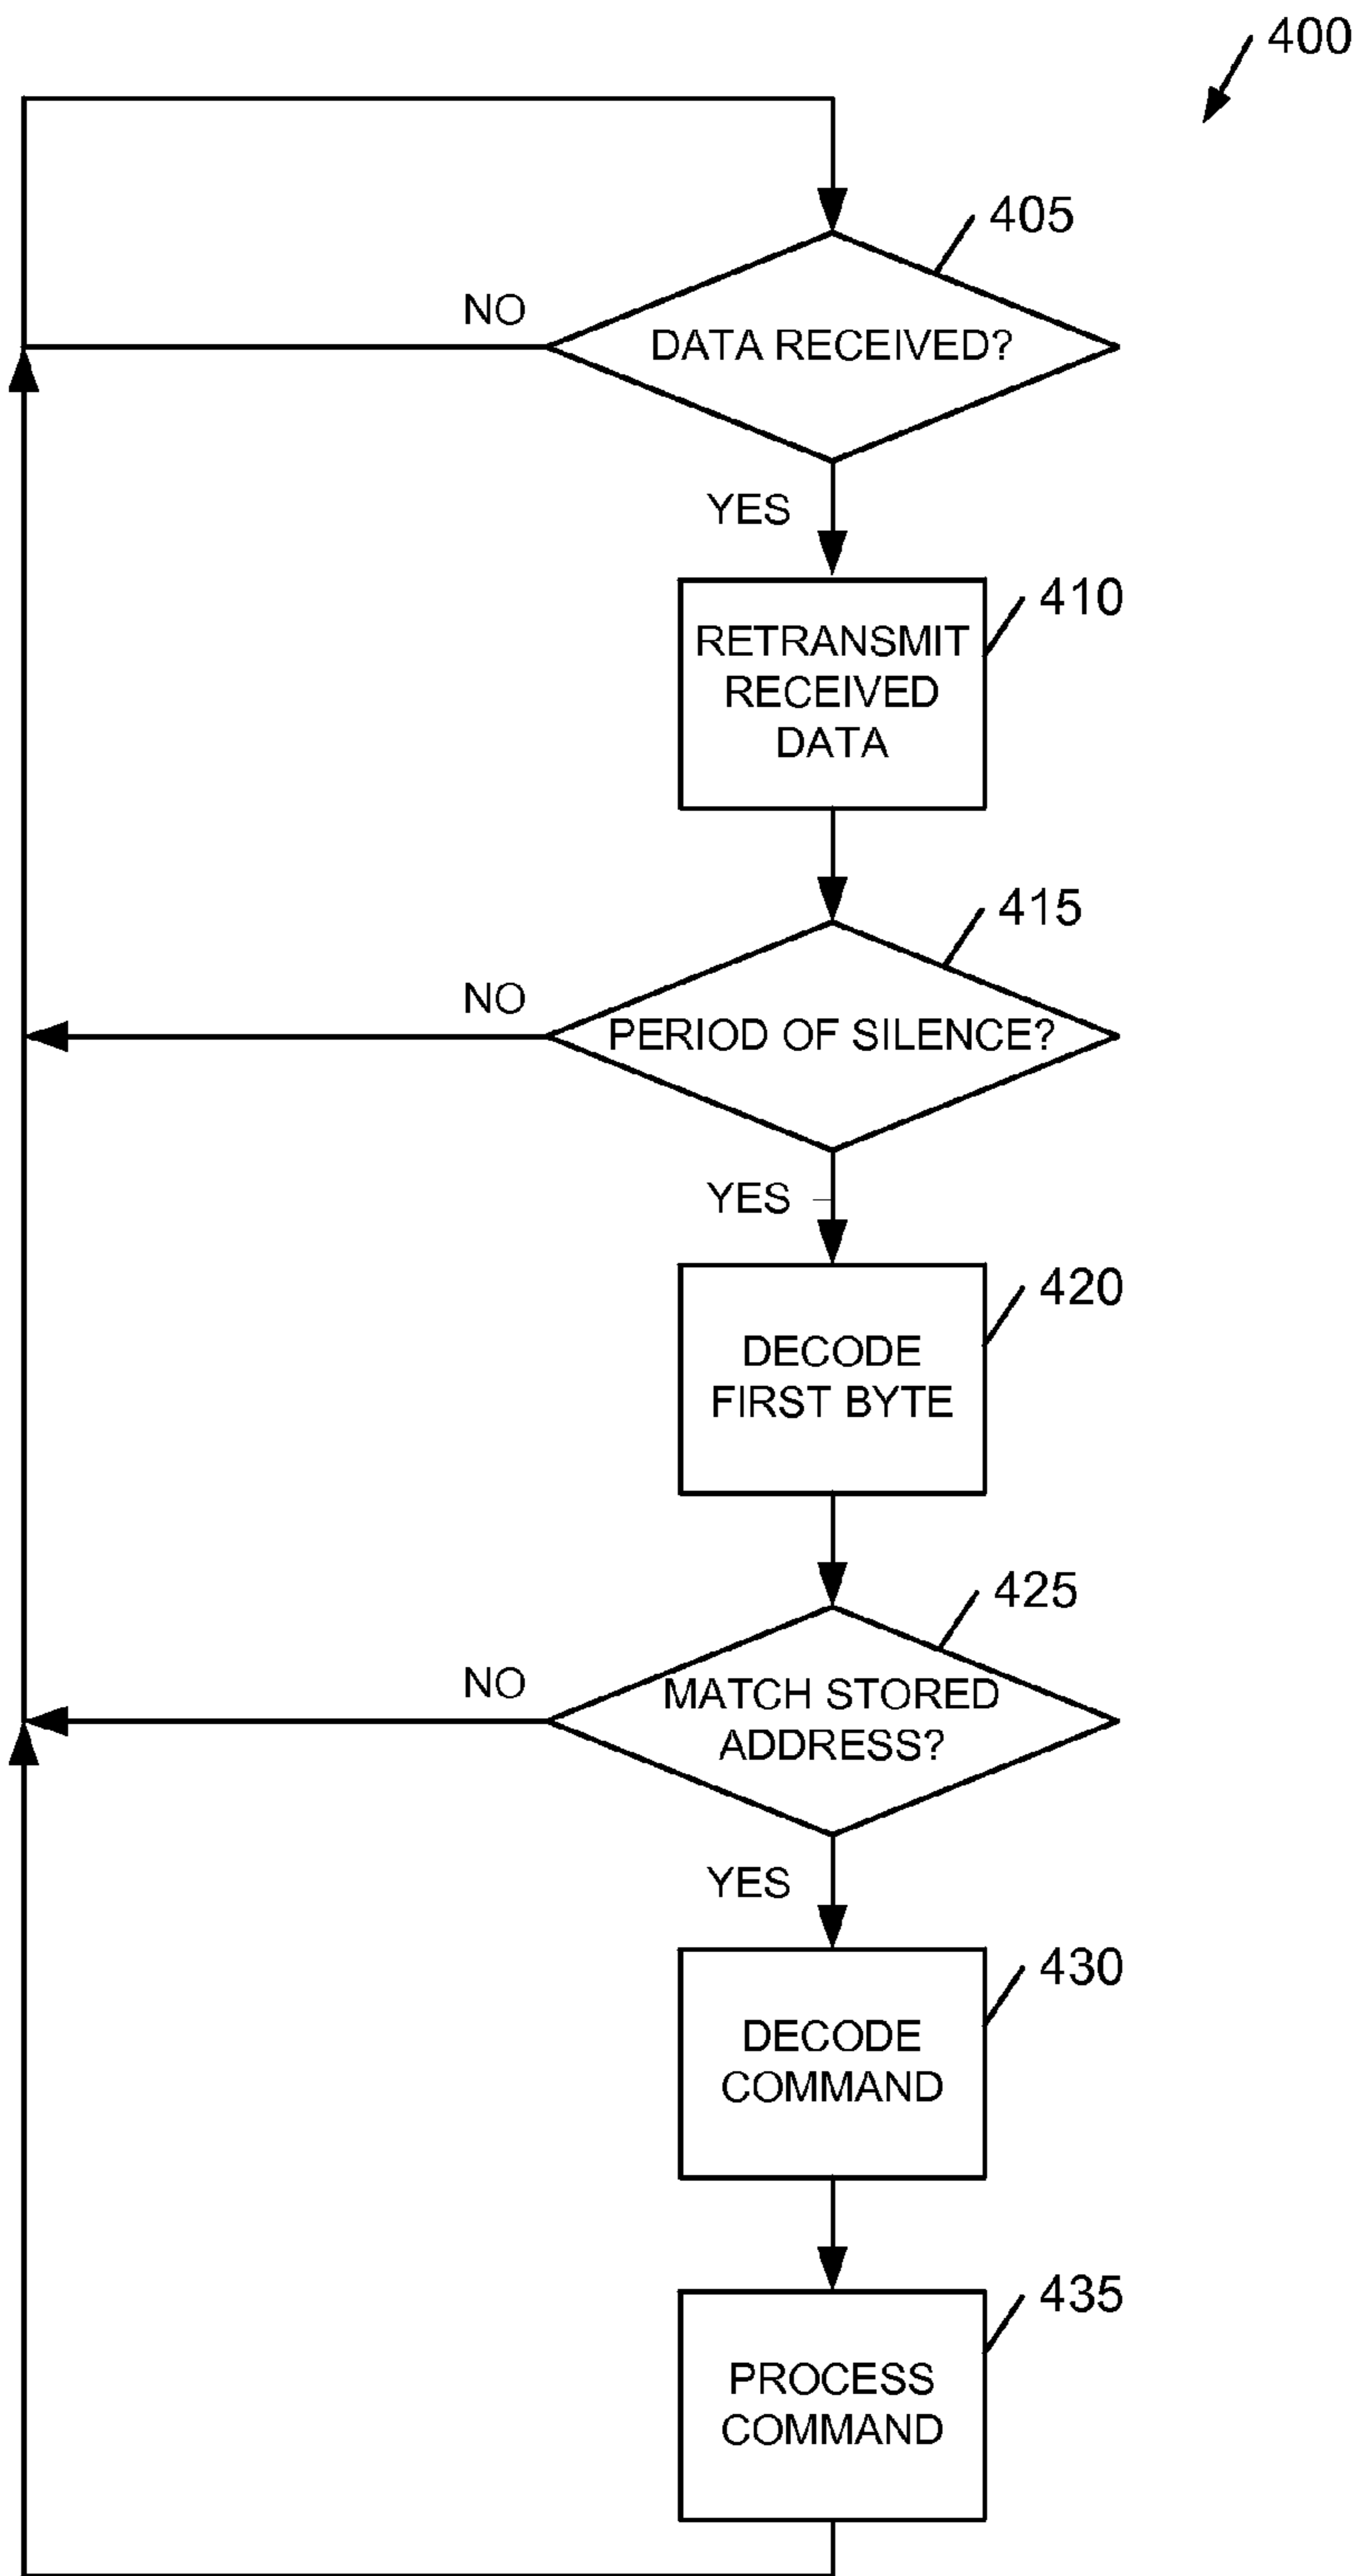 400
405
NO
DATA RECEIVED?
YES
410
RETRANSMIT
RECEIVED
DATA
415
NO
PERIOD OF SILENCE?
YES
420
DECODE
FIRST BYTE
425
NO
MATCH STORED
ADDRESS?
YES
430
DECODE
COMMAND
435
PROCESS
COMMAND